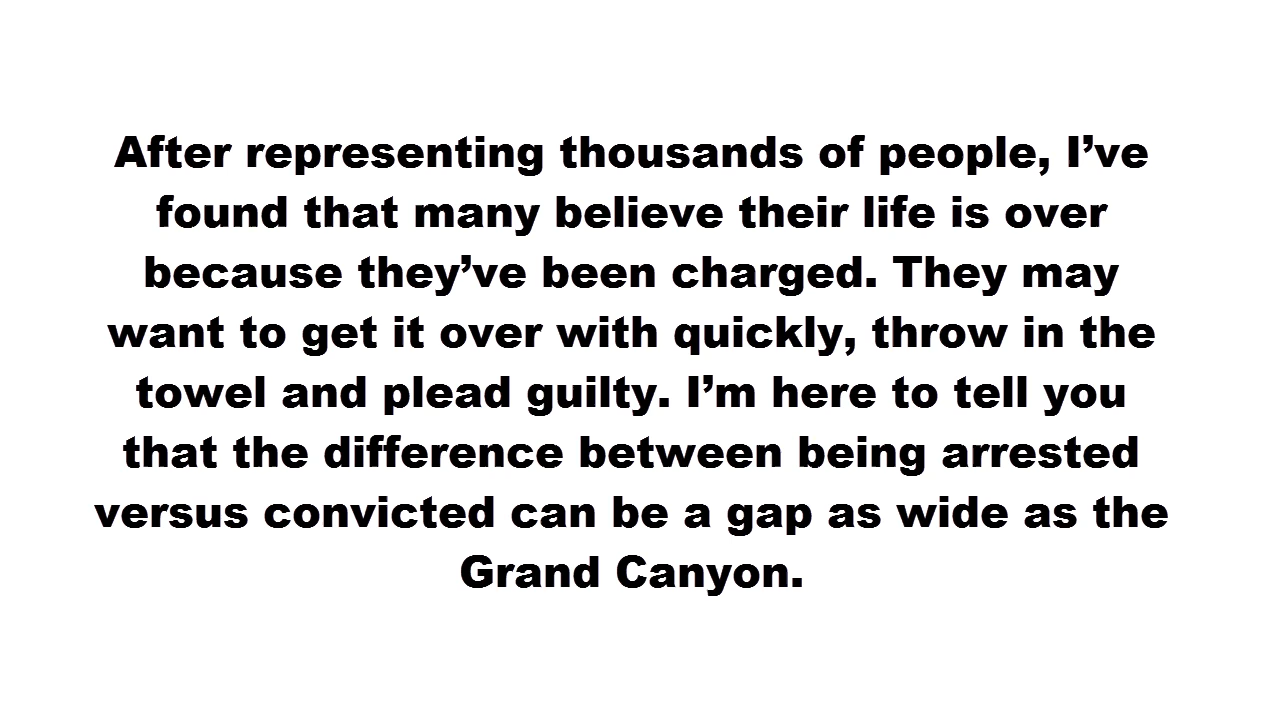 After representing thousands of people, I’ve
found that many believe their life is over
because they’ve been charged. They may
want to get it over with quickly, throw in the
towel and plead guilty. I’m here to tell you
that the difference between being arrested
versus convicted can be a gap as wide as the
Grand Canyon.